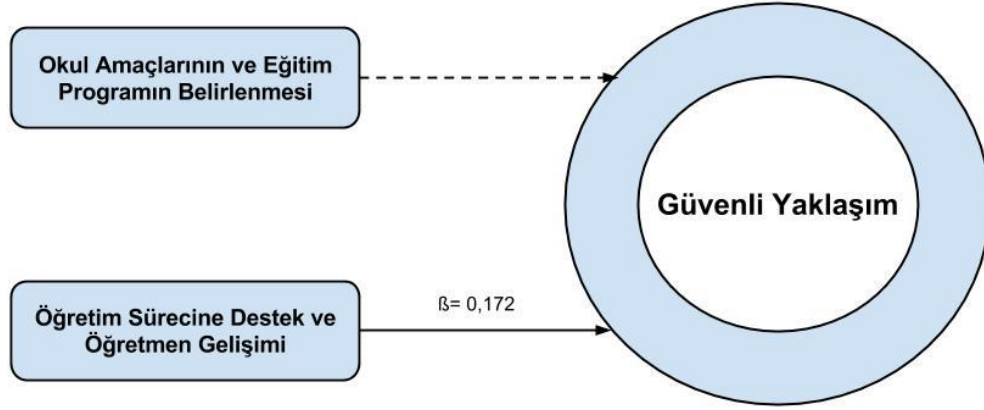 Okul Amaçlarının ve Eğitim
Programın Belirlenmesi
Güvenli Yaklaşım
ß= 0,172
Öğretim Sürecine Destek ve
Öğretmen Gelişimi